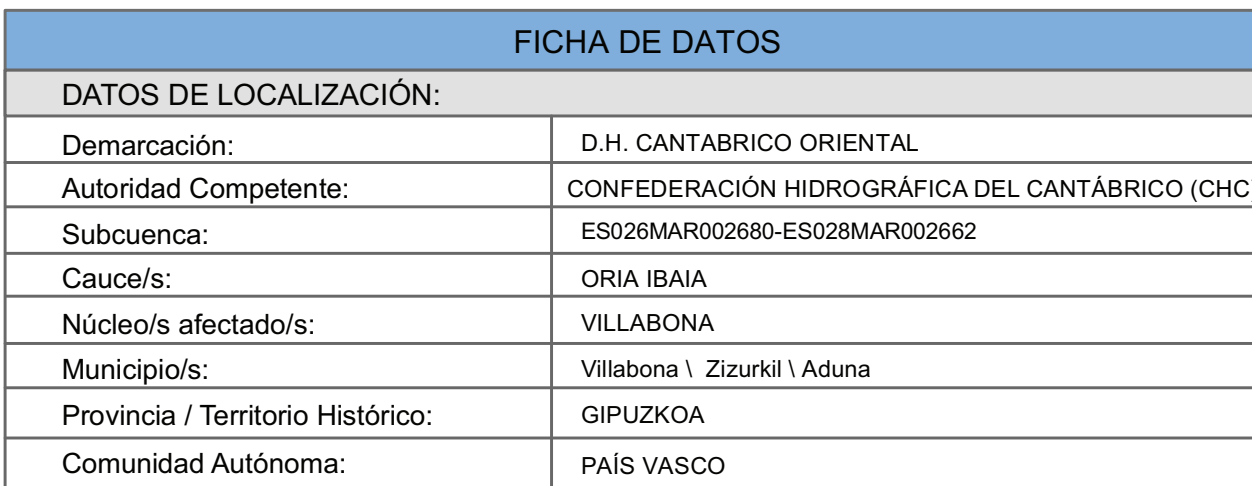 FICHA DE DATOS
DATOS DE LOCALIZACIÓN:
Demarcación: D.H. CANTABRICO ORIENTAL
Autoridad Competente: CONFEDERACIÓN HIDROGRÁFICA DEL CANTÁBRICO (CHC)
Subcuenca: ES026MAR002680-ES028MAR002662
Cauce/s: ORIA IBAIA
Núcleo/s afectado/s: VILLABONA
Municipio/s: Villabona \ Zizurkil \ Aduna
Provincia / Territorio Histórico: GIPUZKOA
Comunidad Autónoma: PAÍS VASCO